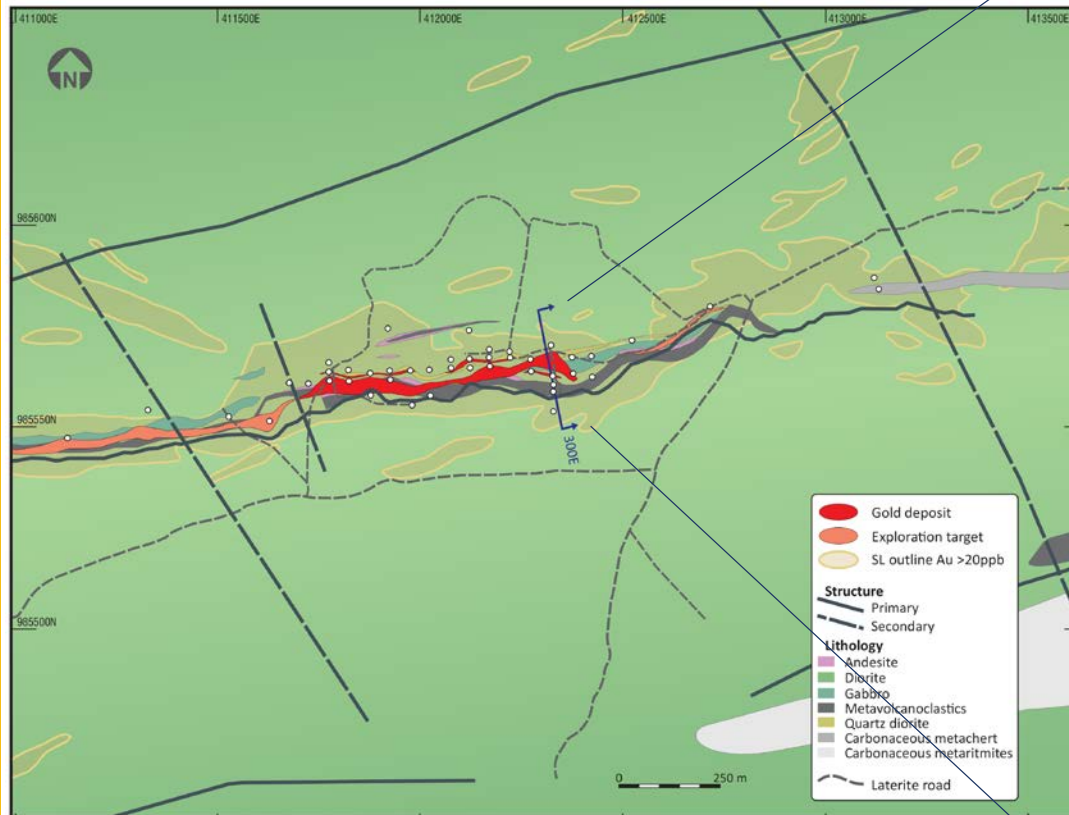 411000E
411500E
412000E
412500E
413000E
413500E
N
985600N
985550N
985500N
300E
Gold deposit
Exploration target
SL outline Au >20ppb
Structure
Primary
Secondary
Lithology
Andesite
Diorite
Gabbro
Metavolcanoclastics
Quartz diorite
Carbonaceous metachert
Carbonaceous metaritmites
Laterite road
0 250 m